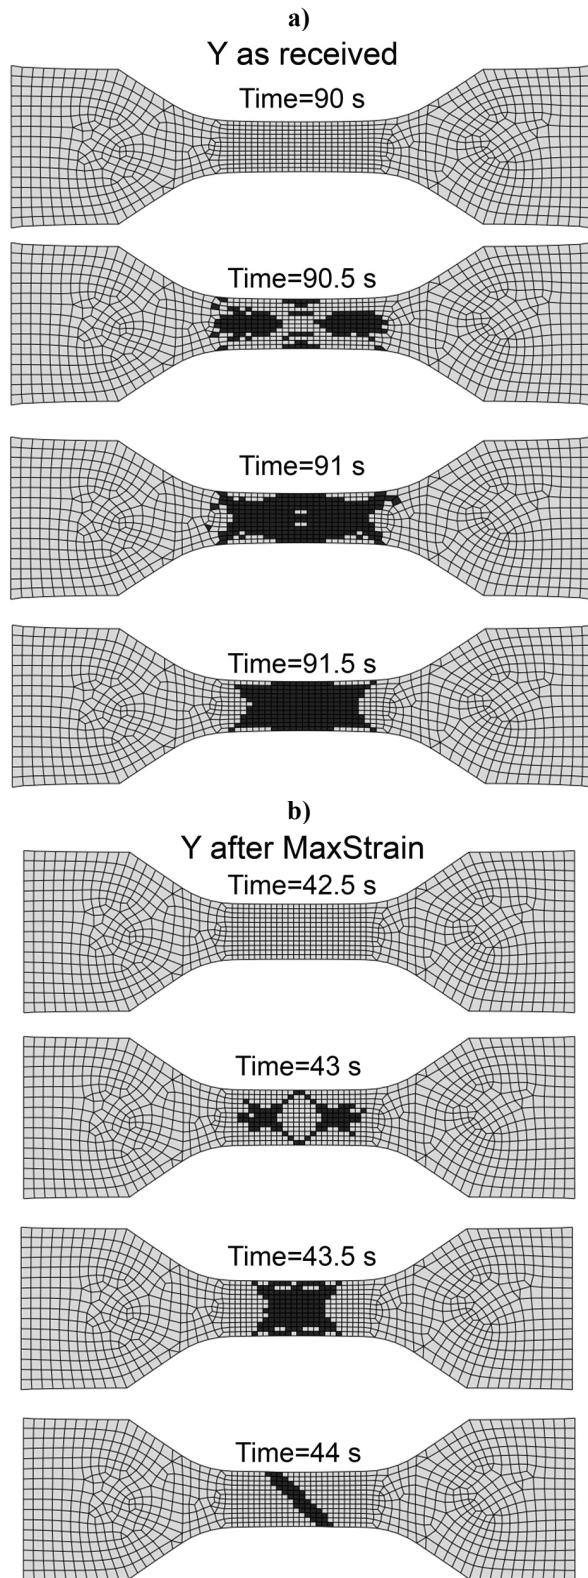 a)
Y as received
Time=90 s
Time=90.5 s
Time=91 s
Time=91.5 s
b)
Y after MaxStrain
Time=42.5 s
Time=43 s
Time=43.5 s
Time=44 s